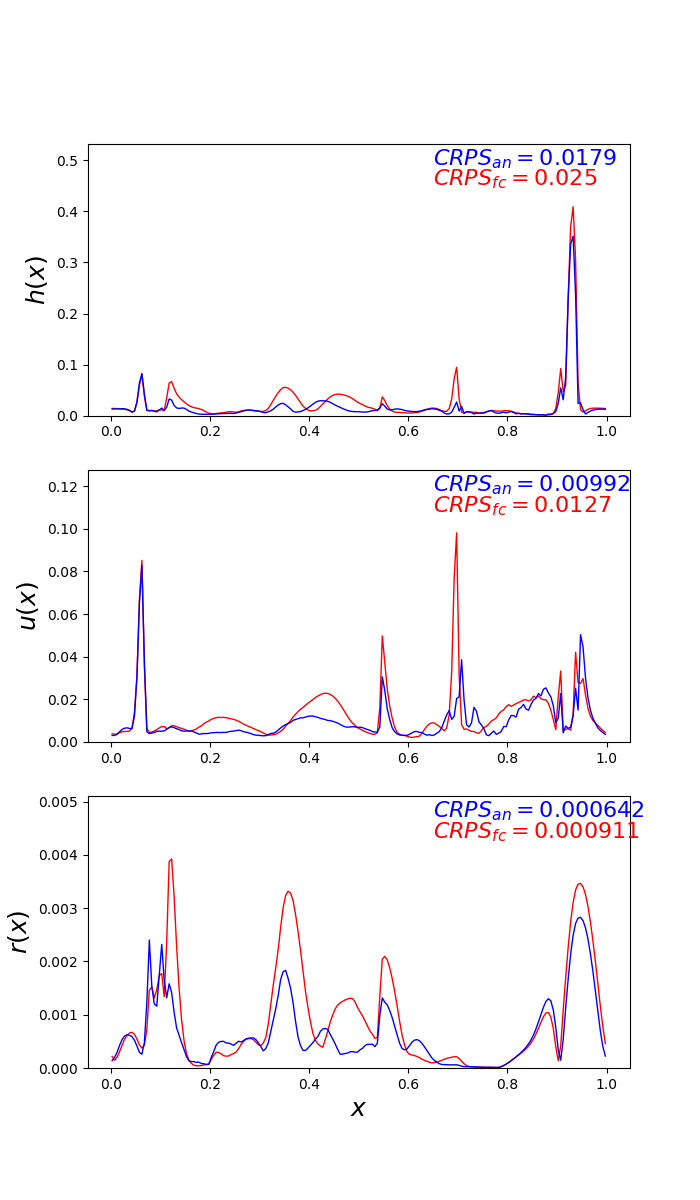 CRPS_an = 0.0179
CRPS_fc = 0.025
h(x)
0.5
0.4
0.3
0.2
0.1
0.0
0.0 0.2 0.4 0.6 0.8 1.0
CRPS_an = 0.00992
CRPS_fc = 0.0127
u(x)
0.12
0.10
0.08
0.06
0.04
0.02
0.00
0.0 0.2 0.4 0.6 0.8 1.0
CRPS_an = 0.000642
CRPS_fc = 0.000911
r(x)
0.005
0.004
0.003
0.002
0.001
0.000
0.0 0.2 0.4 0.6 0.8 1.0
x